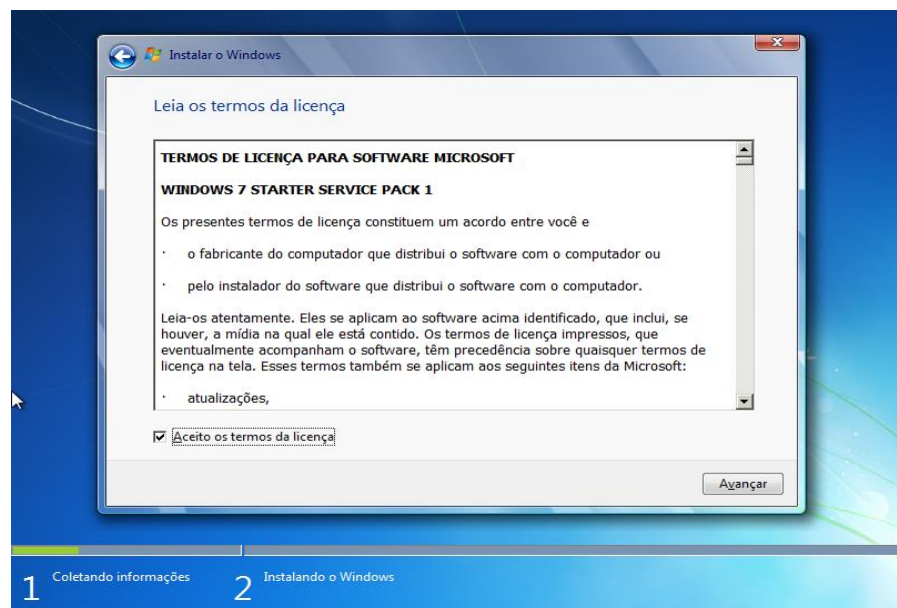 Instalar o Windows
Leia os termos da licença
TERMOS DE LICENÇA PARA SOFTWARE MICROSOFT
WINDOWS 7 STARTER SERVICE PACK 1
Os presentes termos de licença constituem um acordo entre você e
· o fabricante do computador que distribui o software com o computador ou
· pelo instalador do software que distribui o software com o computador.
Leia-os atentamente. Eles se aplicam ao software acima identificado, que inclui, se
houver, a mídia na qual ele está contido. Os termos de licença impressos, que
eventualmente acompanham o software, têm precedência sobre quaisquer termos de
licença na tela. Esses termos também se aplicam aos seguintes itens da Microsoft:
· atualizações,
Aceito os termos da licença
Avançar
1 Coletando informações 2 Instalando o Windows